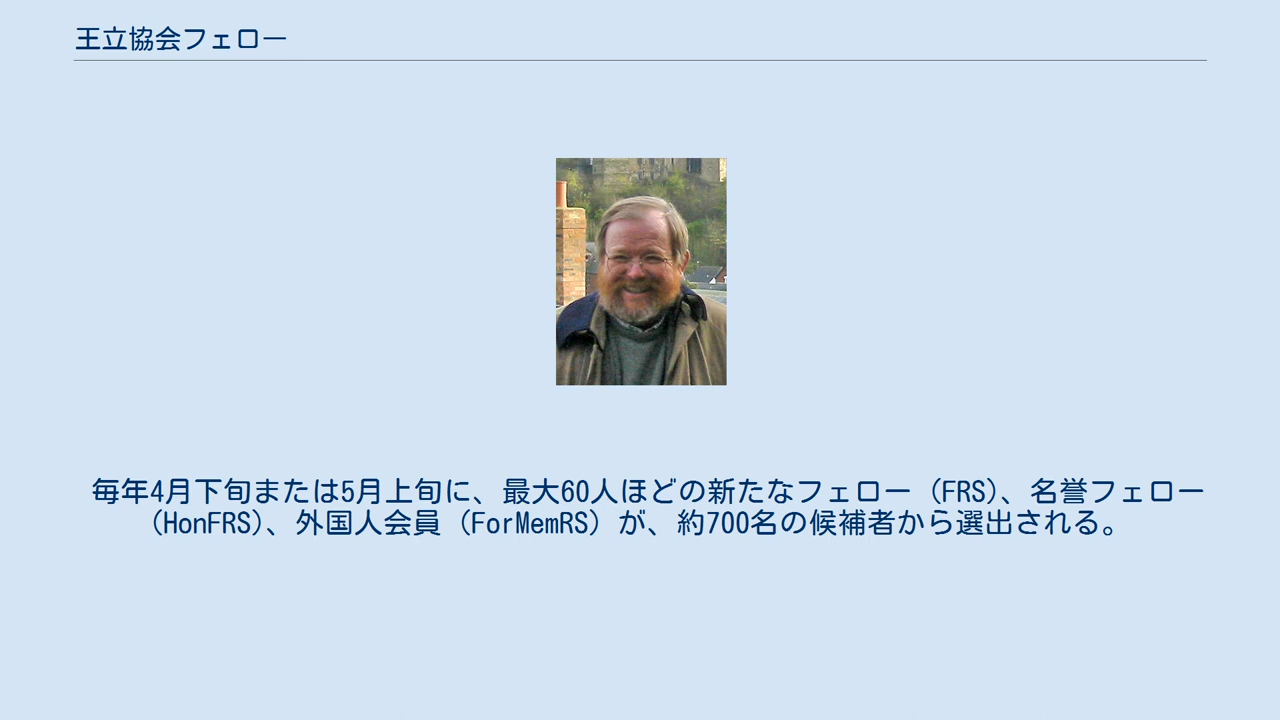 王立協会フェロー
毎年4月下旬または5月上旬に、最大60人ほどの新たなフェロー（FRS）、名誉フェロー
（HonFRS）、外国人会員（ForMemRS）が、約700名の候補者から選出される。